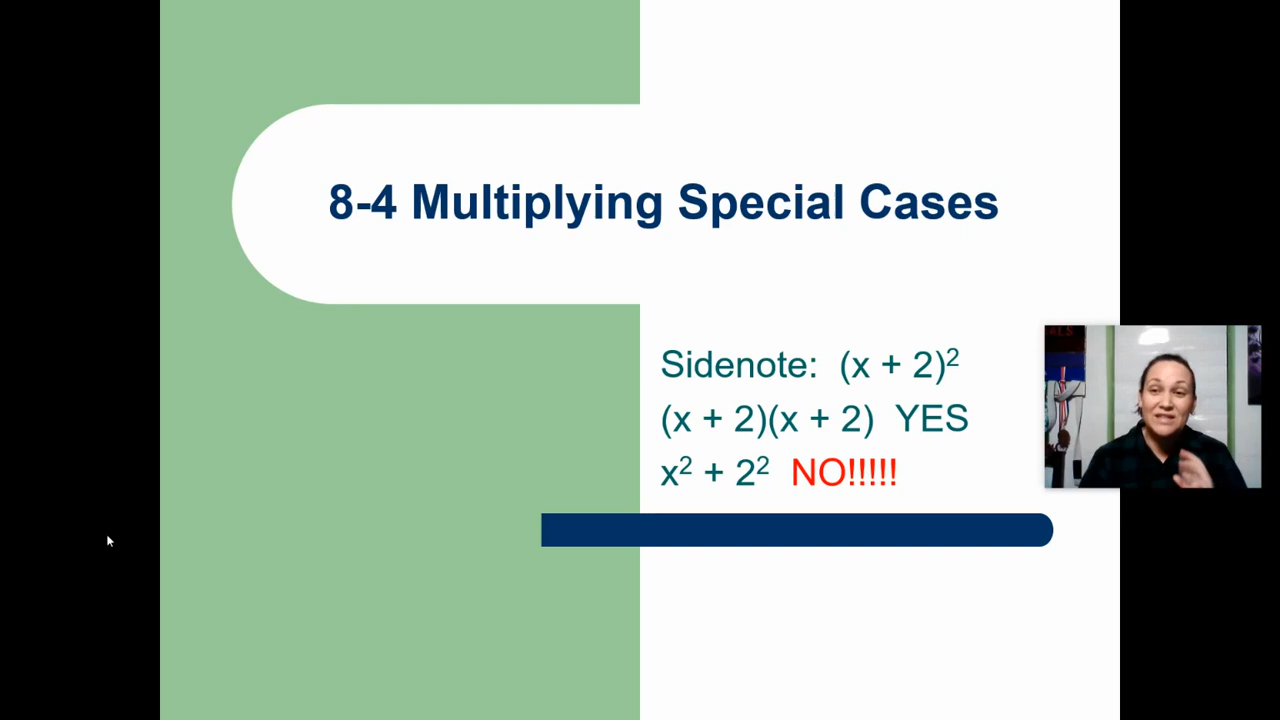 8-4 Multiplying Special Cases
Sidenote: (x + 2)²
(x + 2)(x + 2) YES
x² + 2² NO!!!!!